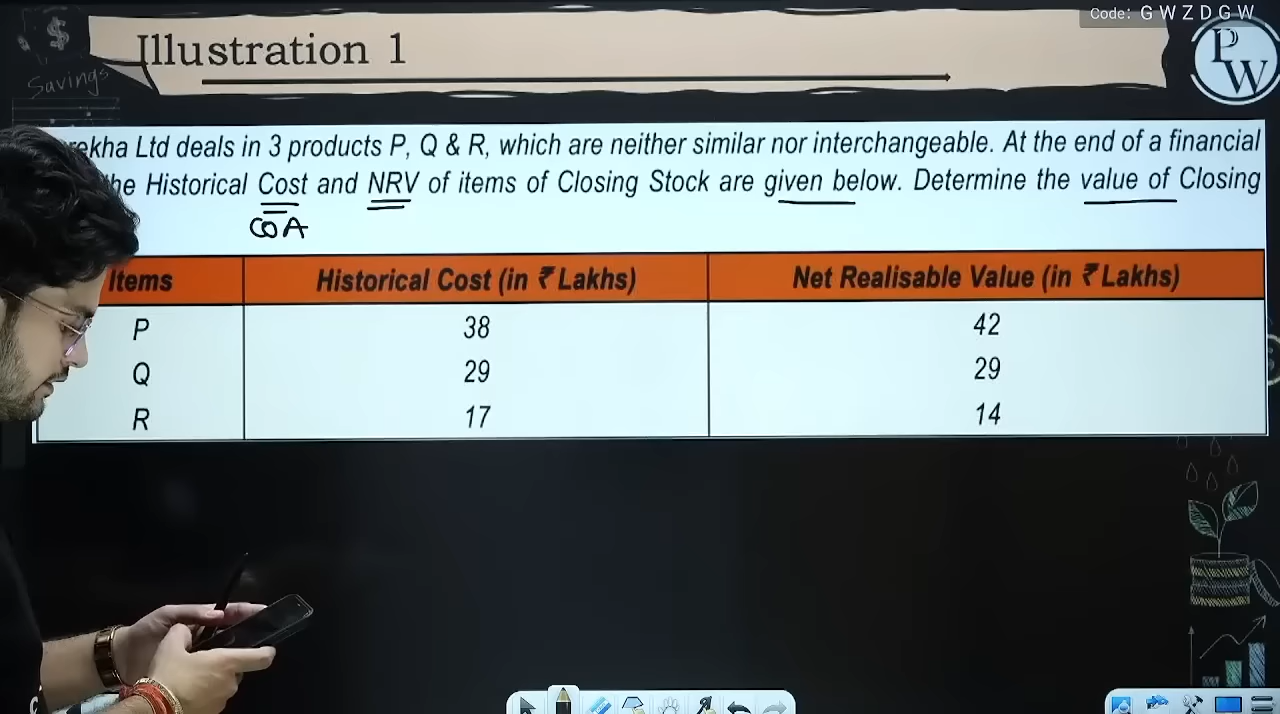 Code: G W Z D G W
Illustration 1
PW
Savings
Ltd deals in 3 products P, Q & R, which are neither similar nor interchangeable. At the end of a financial
the Historical Cost and NRV of items of Closing Stock are given below. Determine the value of Closing
COA
Items Historical Cost (in ₹ Lakhs) Net Realisable Value (in ₹ Lakhs)
P 38 42
Q 29 29
R 17 14